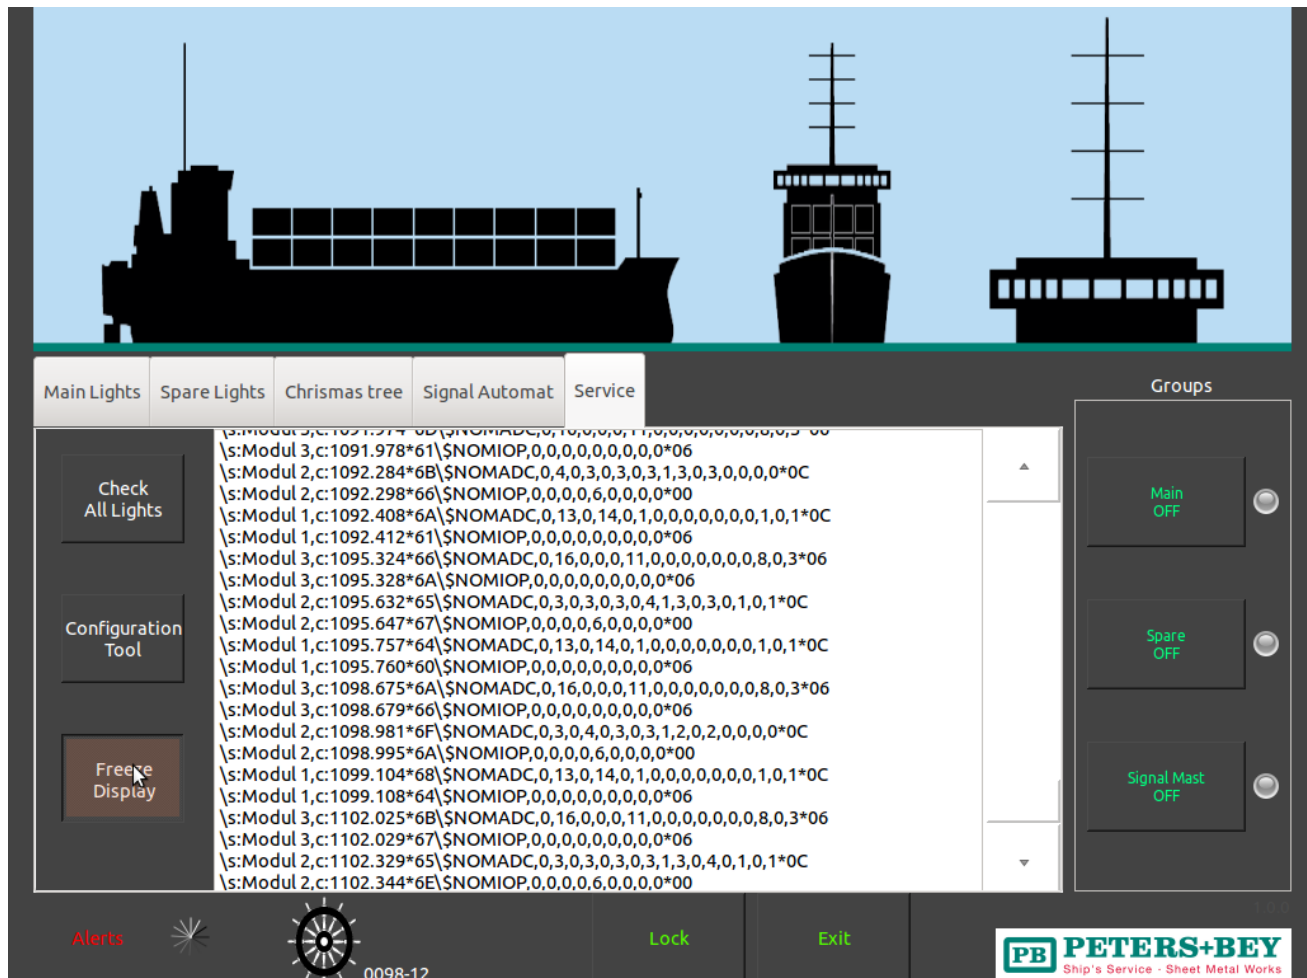 Main Lights
Spare Lights
Chrismas tree
Signal Automat
Service
Groups
Check
All Lights
Configuration
Tool
Freeze
Display
\s:Modul 3,c:1091.978*61\$NOMIOP,0,0,0,0,0,0,0,0,0*06
\s:Modul 2,c:1092.284*6B\$NOMADC,0,4,0,3,0,3,0,3,1,3,0,3,0,0,0,0*0C
\s:Modul 2,c:1092.298*66\$NOMIOP,0,0,0,0,6,0,0,0,0*00
\s:Modul 1,c:1092.408*6A\$NOMADC,0,13,0,14,0,1,0,0,0,0,0,0,0,1,0,1*0C
\s:Modul 1,c:1092.412*61\$NOMIOP,0,0,0,0,0,0,0,0,0*06
\s:Modul 3,c:1095.324*66\$NOMADC,0,16,0,0,0,11,0,0,0,0,0,0,0,8,0,3*06
\s:Modul 3,c:1095.328*6A\$NOMIOP,0,0,0,0,0,0,0,0,0*06
\s:Modul 2,c:1095.632*65\$NOMADC,0,3,0,3,0,3,0,4,1,3,0,3,0,1,0,1*0C
\s:Modul 2,c:1095.647*67\$NOMIOP,0,0,0,0,6,0,0,0,0*00
\s:Modul 1,c:1095.757*64\$NOMADC,0,13,0,14,0,1,0,0,0,0,0,0,0,1,0,1*0C
\s:Modul 1,c:1095.760*60\$NOMIOP,0,0,0,0,0,0,0,0,0*06
\s:Modul 3,c:1098.675*6A\$NOMADC,0,16,0,0,0,11,0,0,0,0,0,0,0,8,0,3*06
\s:Modul 3,c:1098.679*66\$NOMIOP,0,0,0,0,0,0,0,0,0*06
\s:Modul 2,c:1098.981*6F\$NOMADC,0,3,0,4,0,3,0,3,1,2,0,2,0,0,0,0*0C
\s:Modul 2,c:1098.995*6A\$NOMIOP,0,0,0,0,6,0,0,0,0*00
\s:Modul 1,c:1099.104*68\$NOMADC,0,13,0,14,0,1,0,0,0,0,0,0,0,1,0,1*0C
\s:Modul 1,c:1099.108*64\$NOMIOP,0,0,0,0,0,0,0,0,0*06
\s:Modul 3,c:1102.025*6B\$NOMADC,0,16,0,0,0,11,0,0,0,0,0,0,0,8,0,3*06
\s:Modul 3,c:1102.029*67\$NOMIOP,0,0,0,0,0,0,0,0,0*06
\s:Modul 2,c:1102.329*65\$NOMADC,0,3,0,3,0,3,0,3,1,3,0,4,0,1,0,1*0C
\s:Modul 2,c:1102.344*6E\$NOMIOP,0,0,0,0,6,0,0,0,0*00
Main
OFF
Spare
OFF
Signal Mast
OFF
1.0.0
Alerts
0098-12
Lock
Exit
PB PETERS+BEY
Ship's Service - Sheet Metal Works